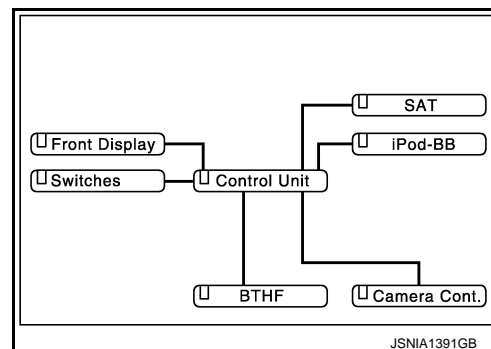 SAT
Front Display
iPod-BB
Switches
Control Unit
BTHF
Camera Cont.
JSNIA1391GB